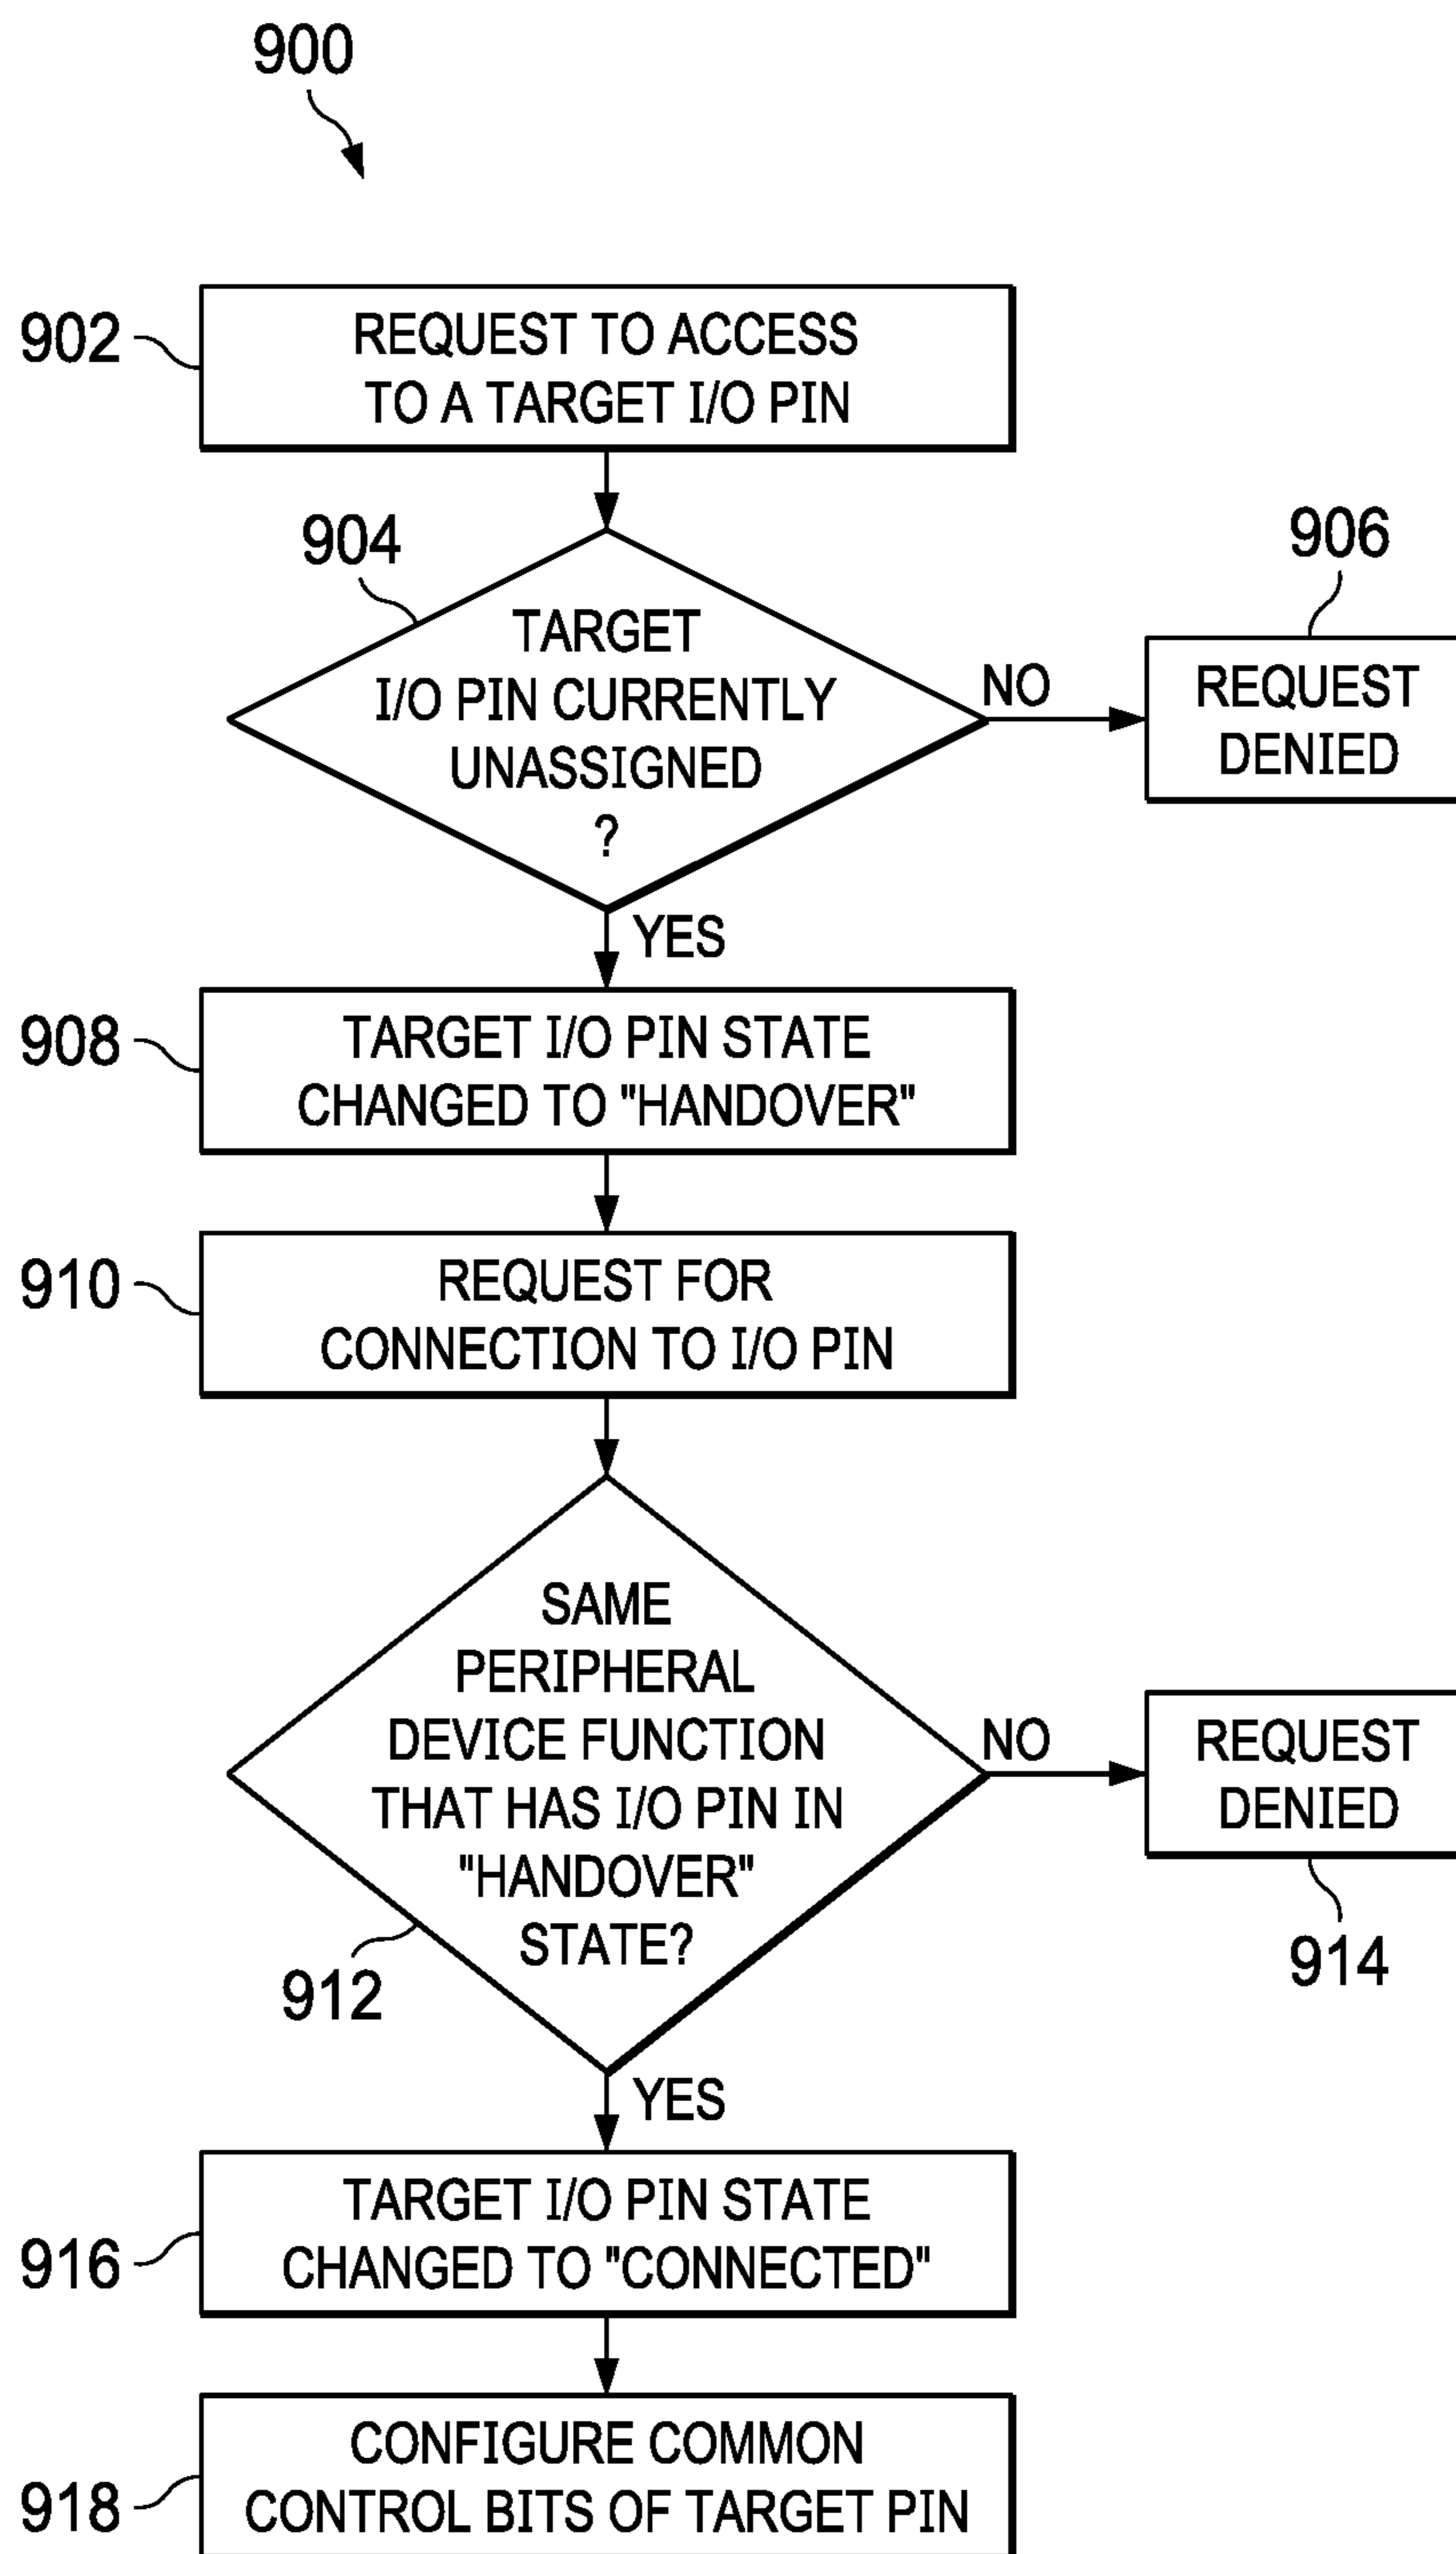 900
902
REQUEST TO ACCESS
TO A TARGET I/O PIN
904
TARGET
I/O PIN CURRENTLY
UNASSIGNED
?
NO
906
REQUEST
DENIED
YES
908
TARGET I/O PIN STATE
CHANGED TO "HANDOVER"
910
REQUEST FOR
CONNECTION TO I/O PIN
SAME
PERIPHERAL
DEVICE FUNCTION
THAT HAS I/O PIN IN
"HANDOVER"
STATE?
912
NO
REQUEST
DENIED
914
YES
916
TARGET I/O PIN STATE
CHANGED TO "CONNECTED"
918
CONFIGURE COMMON
CONTROL BITS OF TARGET PIN